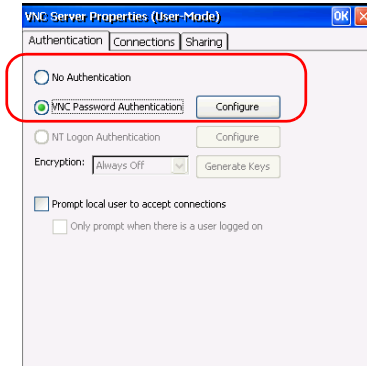 VNC Server Properties (User-Mode) OK
Authentication Connections Sharing
No Authentication
VNC Password Authentication Configure
NT Logon Authentication Configure
Encryption: Always Off Generate Keys
Prompt local user to accept connections
Only prompt when there is a user logged on